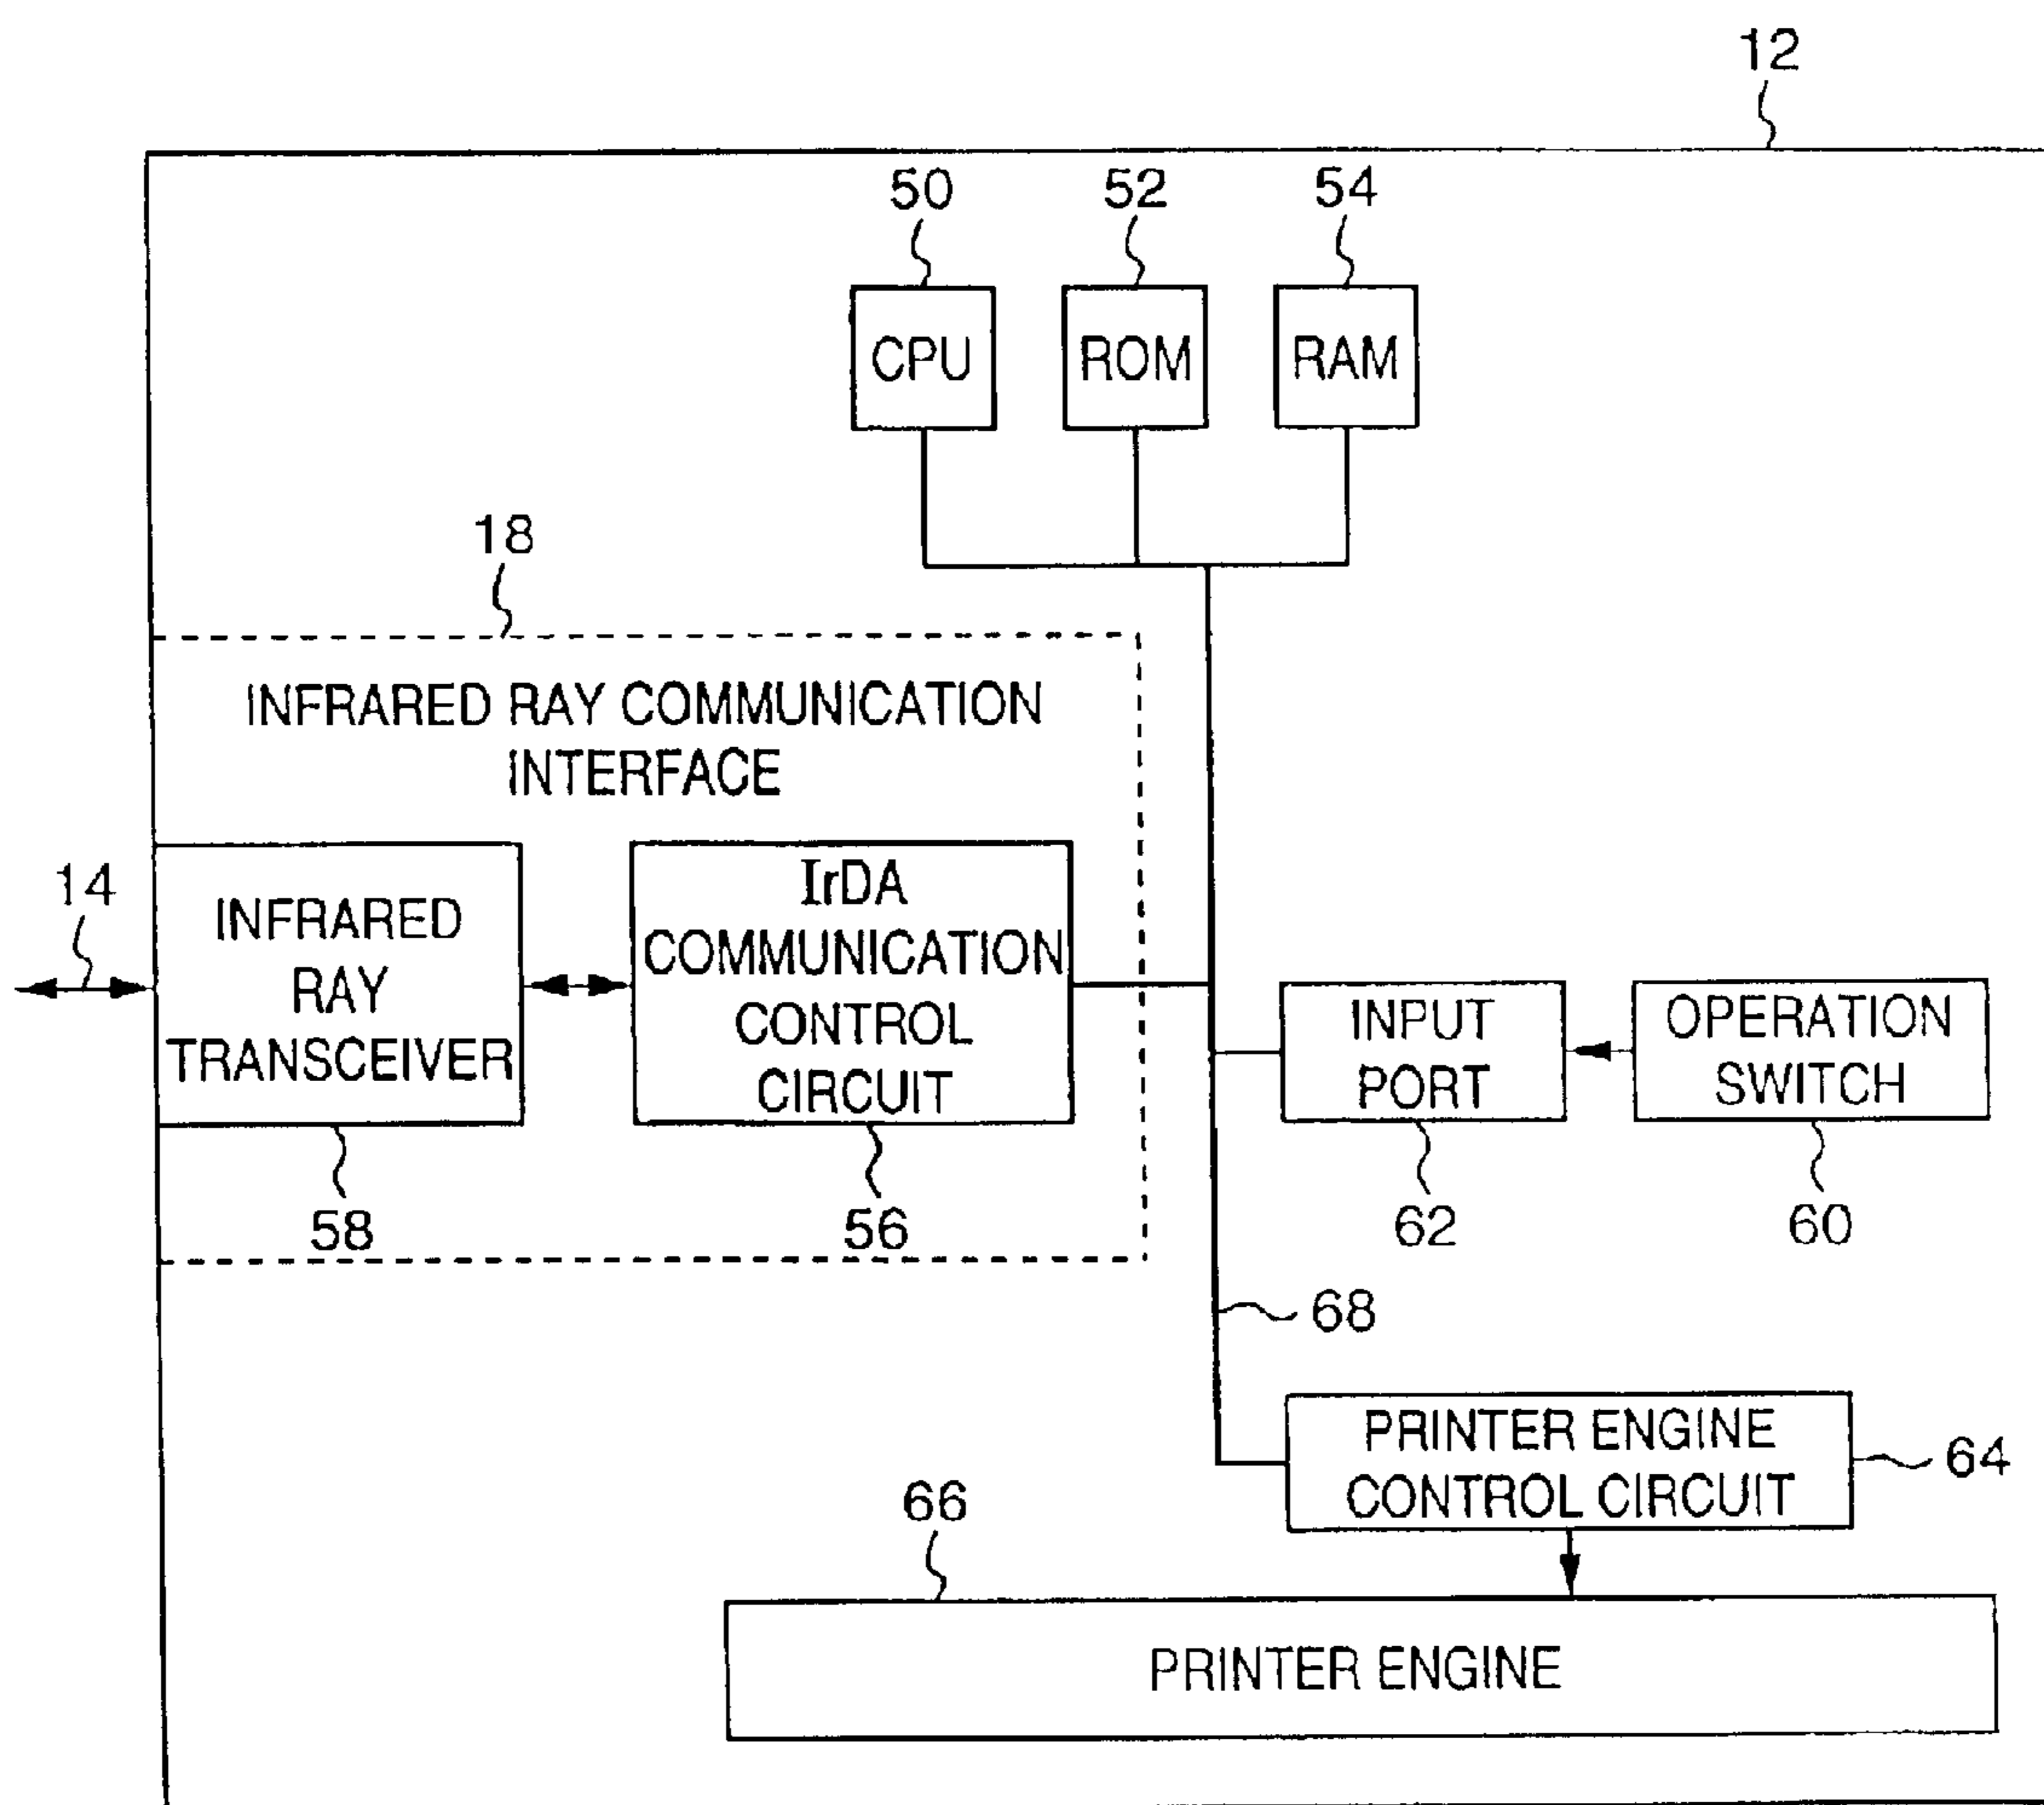 12
50
52
54
CPU
ROM
RAM
18
INFRARED RAY COMMUNICATION
INTERFACE
14
INFRARED
RAY
TRANSCEIVER
IrDA
COMMUNICATION
CONTROL
CIRCUIT
INPUT
PORT
OPERATION
SWITCH
58
56
62
60
68
PRINTER ENGINE
CONTROL CIRCUIT
64
66
PRINTER ENGINE